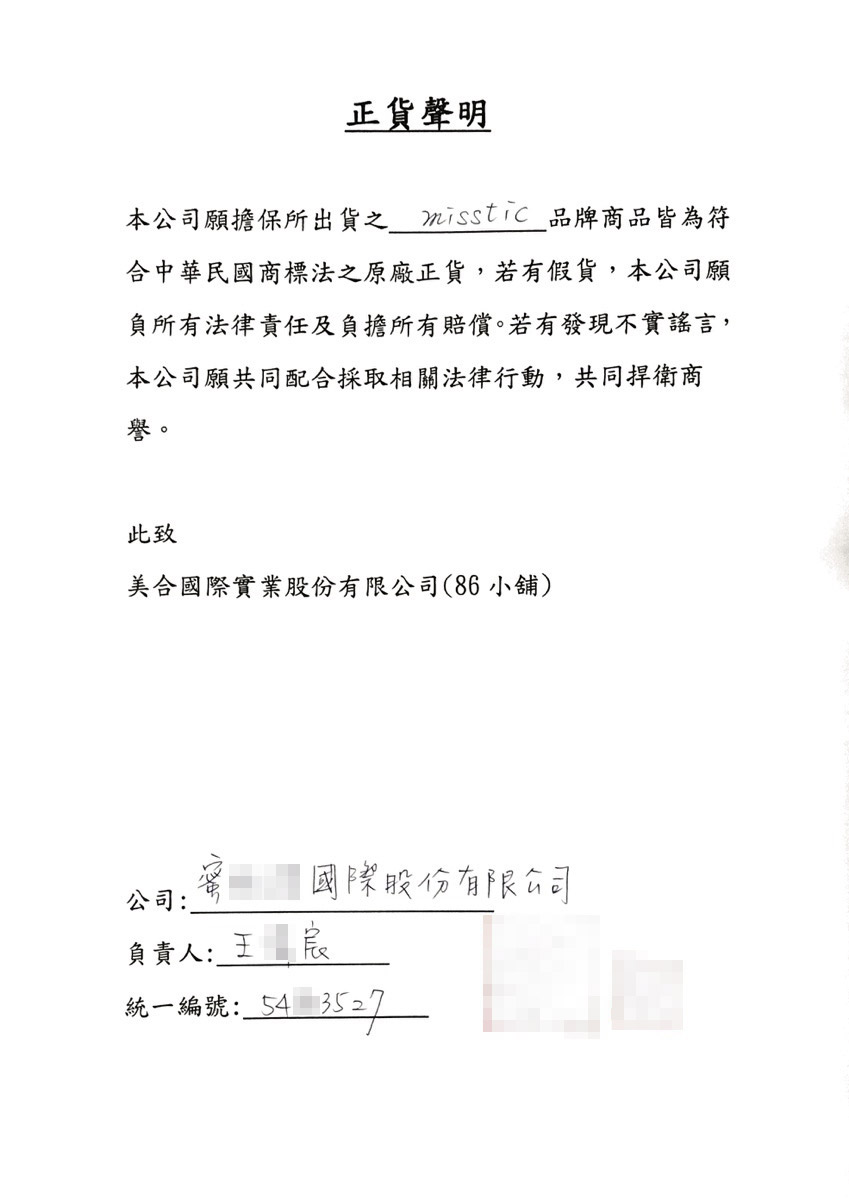 正貨聲明
本公司願擔保所出貨之 misstic 品牌商品皆為符
合中華民國商標法之原廠正貨，若有假貨，本公司願
負所有法律責任及負擔所有賠償。若有發現不實謠言，
本公司願共同配合採取相關法律行動，共同捍衛商
譽。
此致
美合國際實業股份有限公司(86 小舖)
公司: 蜜 國際股份有限公司
負責人: 王 宸
統一編號: 54 3527